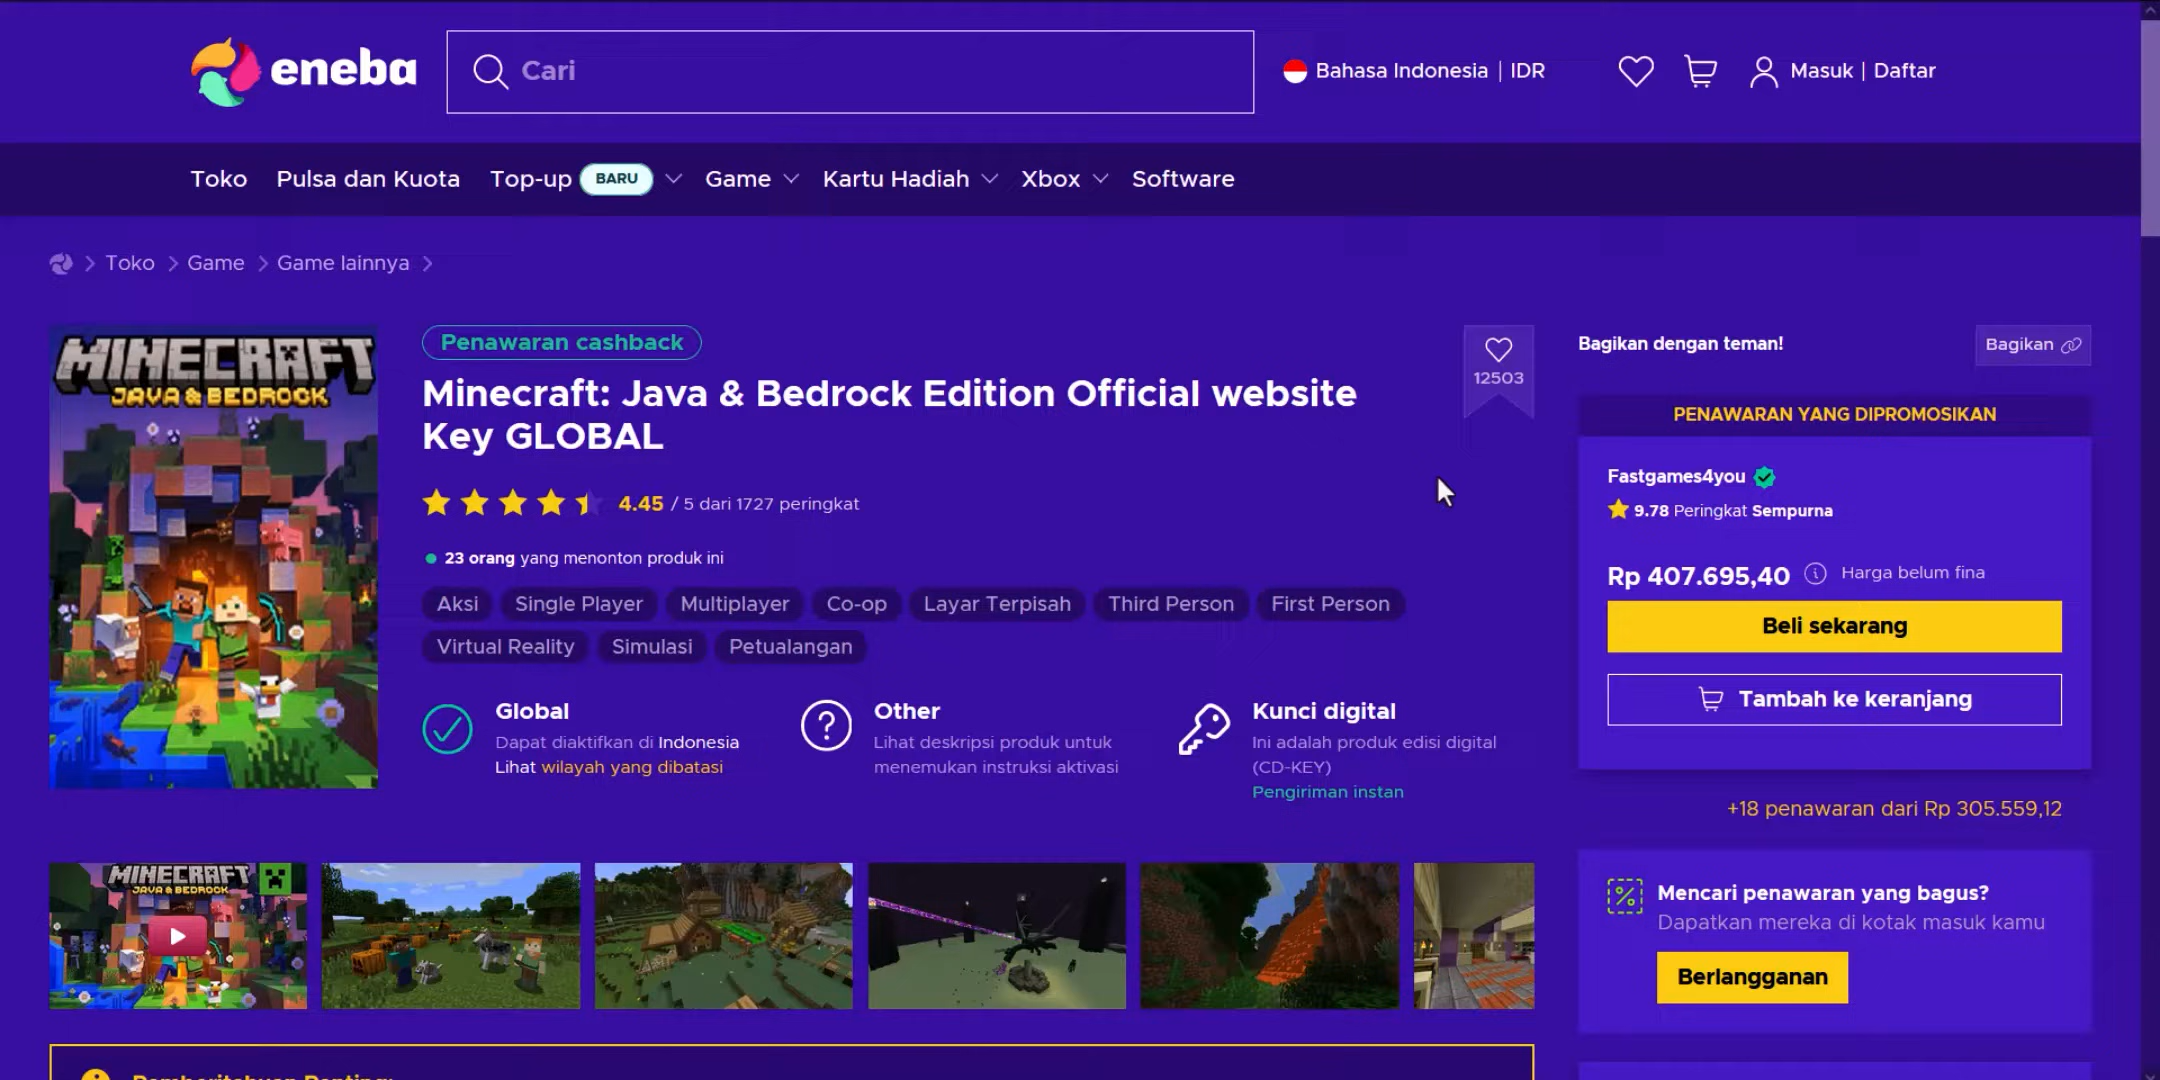 eneba
Cari
Bahasa Indonesia | IDR
Masuk | Daftar
Toko
Pulsa dan Kuota
Top-up BARU
Game
Kartu Hadiah
Xbox
Software
Toko
Game
Game lainnya
MINECRAFT
JAVA & BEDROCK
Penawaran cashback
Minecraft: Java & Bedrock Edition Official website
Key GLOBAL
4.45 / 5 dari 1727 peringkat
23 orang yang menonton produk ini
Aksi
Single Player
Multiplayer
Co-op
Layar Terpisah
Third Person
First Person
Virtual Reality
Simulasi
Petualangan
Global
Dapat diaktifkan di Indonesia
Lihat wilayah yang dibatasi
Other
Lihat deskripsi produk untuk
menemukan instruksi aktivasi
Kunci digital
Ini adalah produk edisi digital
(CD-KEY)
Pengiriman instan
12503
Bagikan dengan teman!
Bagikan
PENAWARAN YANG DIPROMOSIKAN
Fastgames4you
9.78 Peringkat Sempurna
Rp 407.695,40
Harga belum fina
Beli sekarang
Tambah ke keranjang
+18 penawaran dari Rp 305.559,12
Mencari penawaran yang bagus?
Dapatkan mereka di kotak masuk kamu
Berlangganan
MINECRAFT
JAVA & BEDROCK